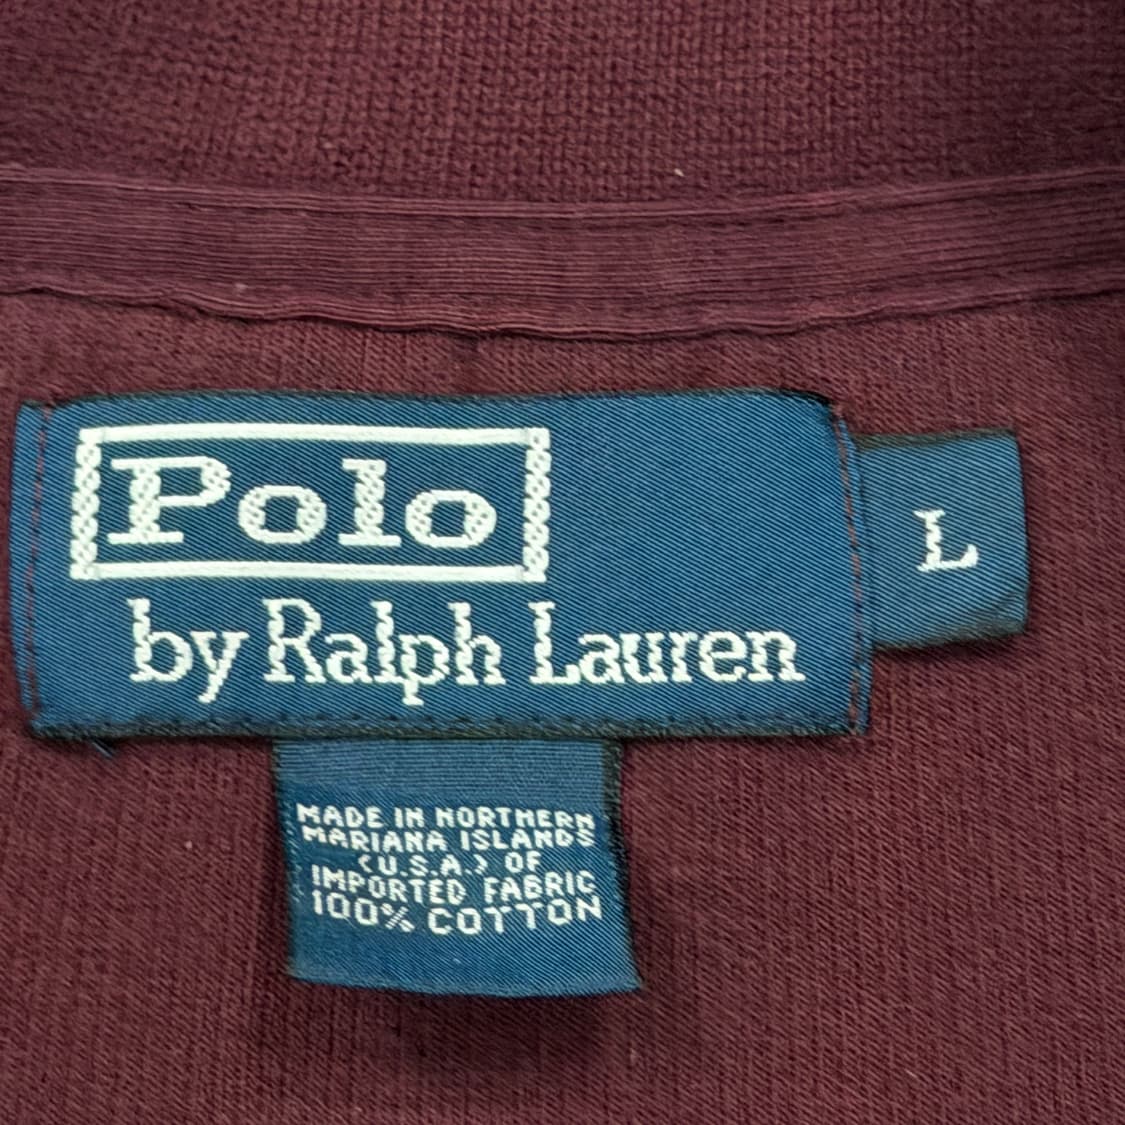 Polo
by Ralph Lauren
L
MADE IN NORTHERN
MARIANA ISLANDS
<U.S.A.> OF
IMPORTED FABRIC
100% COTTON